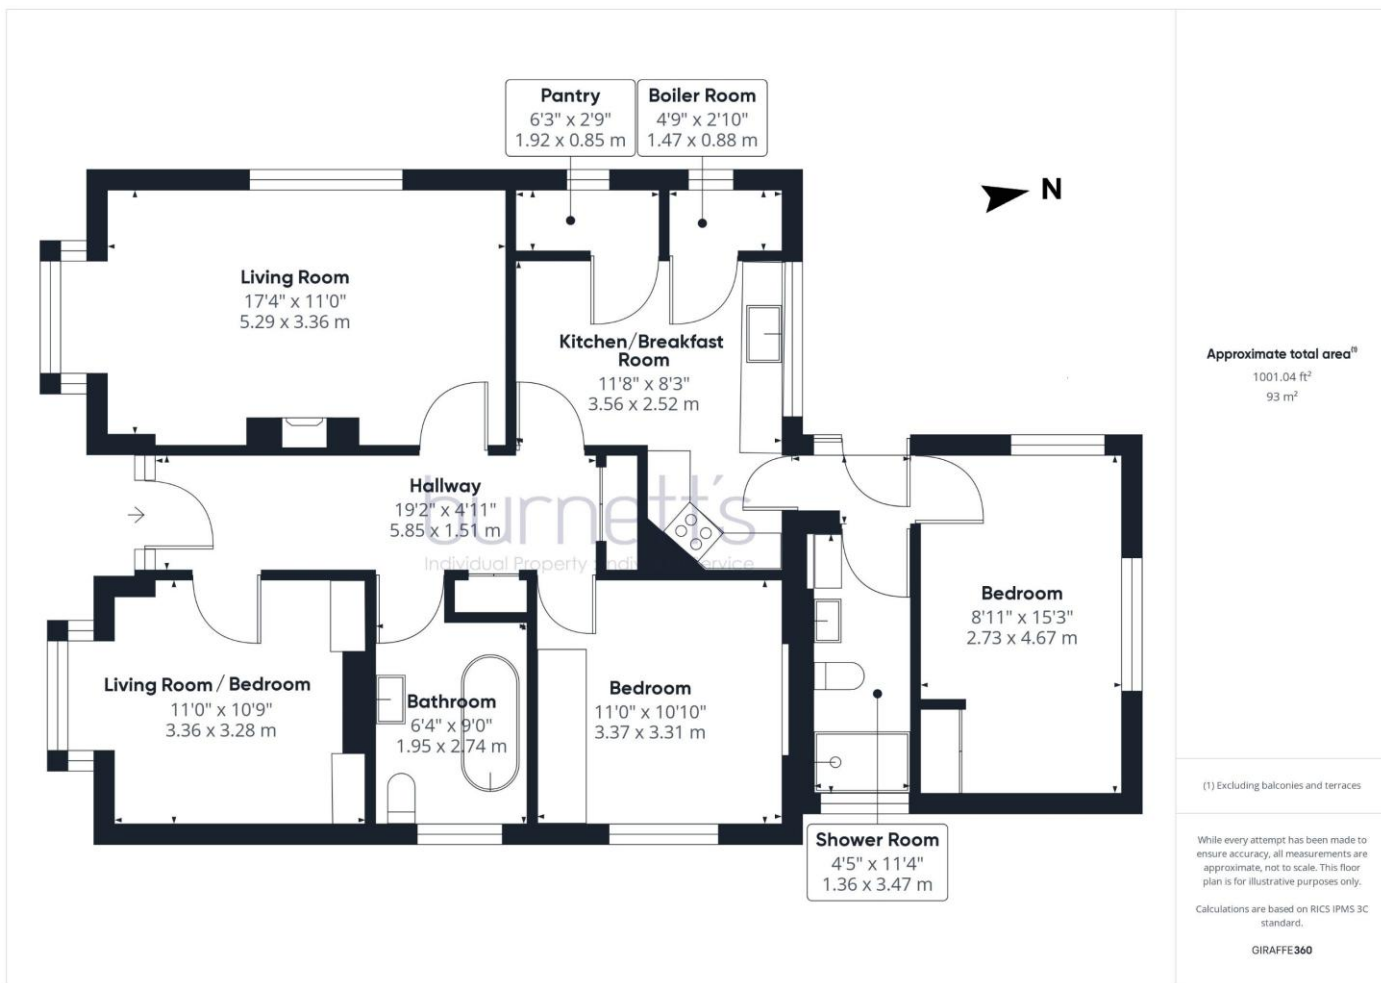 Pantry
6'3" x 2'9"
1.92 x 0.85 m
Boiler Room
4'9" x 2'10"
1.47 x 0.88 m
N
Living Room
17'4" x 11'0"
5.29 x 3.36 m
Kitchen/Breakfast
Room
11'8" x 8'3"
3.56 x 2.52 m
Hallway
19'2" x 4'11"
5.85 x 1.51 m
burnett's
Individual Property Individual Service
Living Room / Bedroom
11'0" x 10'9"
3.36 x 3.28 m
Bathroom
6'4" x 9'0"
1.95 x 2.74 m
Bedroom
11'0" x 10'10"
3.37 x 3.31 m
Bedroom
8'11" x 15'3"
2.73 x 4.67 m
Shower Room
4'5" x 11'4"
1.36 x 3.47 m
Approximate total area⁽¹⁾
1001.04 ft²
93 m²
(1) Excluding balconies and terraces
While every attempt has been made to
ensure accuracy, all measurements are
approximate, not to scale. This floor
plan is for illustrative purposes only.
Calculations are based on RICS IPMS 3C
standard.
GIRAFFE360